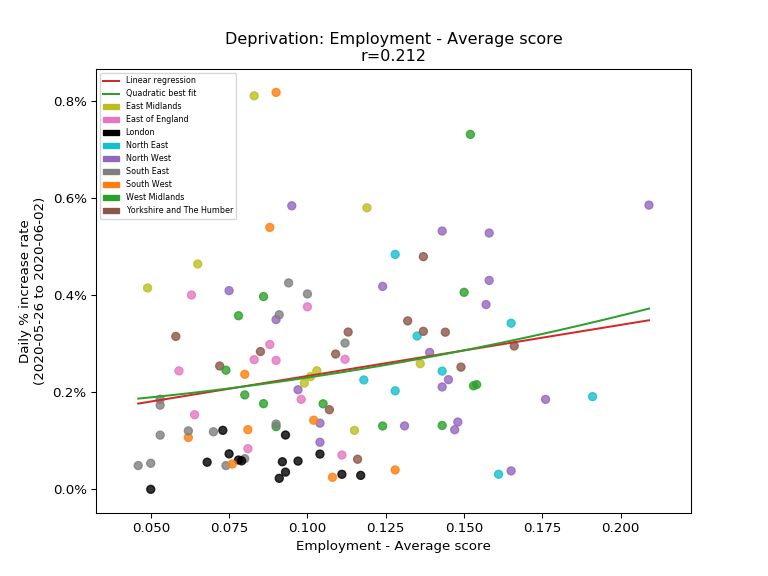 Deprivation: Employment - Average score
r=0.212
Linear regression
Quadratic best fit
East Midlands
East of England
London
North East
North West
South East
South West
West Midlands
Yorkshire and The Humber
0.8%
0.6%
0.4%
0.2%
0.0%
Daily % increase rate
(2020-05-26 to 2020-06-02)
0.050 0.075 0.100 0.125 0.150 0.175 0.200
Employment - Average score